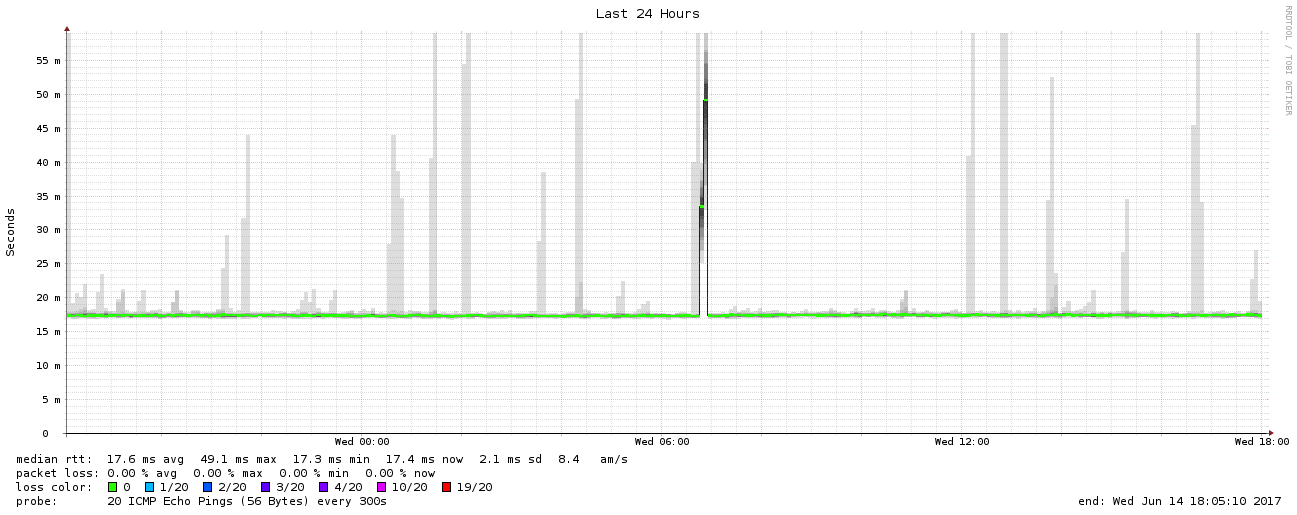 Last 24 Hours
RRDTOOL / TOBI OETIKER
Seconds
55 m
50 m
45 m
40 m
35 m
30 m
25 m
20 m
15 m
10 m
5 m
0
Wed 00:00 Wed 06:00 Wed 12:00 Wed 18:00
median rtt: 17.6 ms avg 49.1 ms max 17.3 ms min 17.4 ms now 2.1 ms sd 8.4 am/s
packet loss: 0.00 % avg 0.00 % max 0.00 % min 0.00 % now
loss color: 0 1/20 2/20 3/20 4/20 10/20 19/20
probe: 20 ICMP Echo Pings (56 Bytes) every 300s end: Wed Jun 14 18:05:10 2017